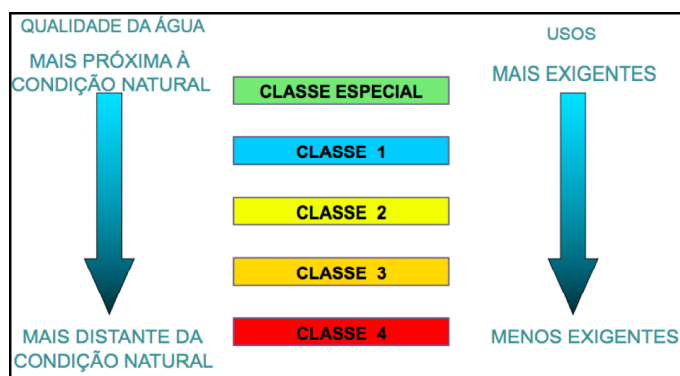 QUALIDADE DA ÁGUA
MAIS PRÓXIMA À
CONDIÇÃO NATURAL
USOS
MAIS EXIGENTES
CLASSE ESPECIAL
CLASSE 1
CLASSE 2
CLASSE 3
CLASSE 4
MAIS DISTANTE DA
CONDIÇÃO NATURAL
MENOS EXIGENTES